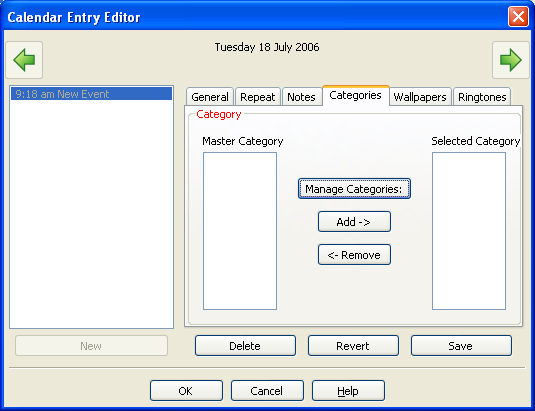 Calendar Entry Editor
Tuesday 18 July 2006
9:18 am New Event
General Repeat Notes Categories Wallpapers Ringtones
Category
Master Category Selected Category
Manage Categories:
Add ->
<- Remove
New Delete Revert Save
OK Cancel Help